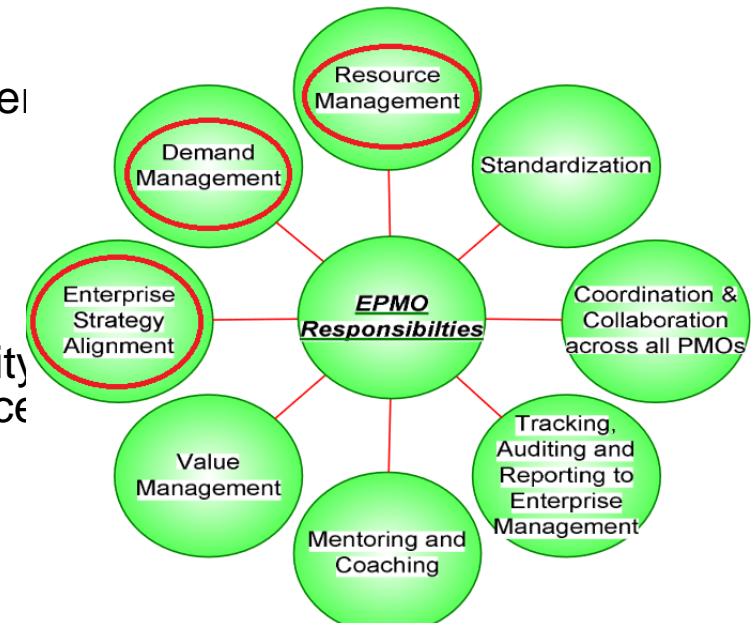 Resource
Management
Demand
Management
Standardization
Enterprise
Strategy
Alignment
EPMO
Responsibilties
Coordination &
Collaboration
across all PMOs
Value
Management
Tracking,
Auditing and
Reporting to
Enterprise
Management
Mentoring and
Coaching